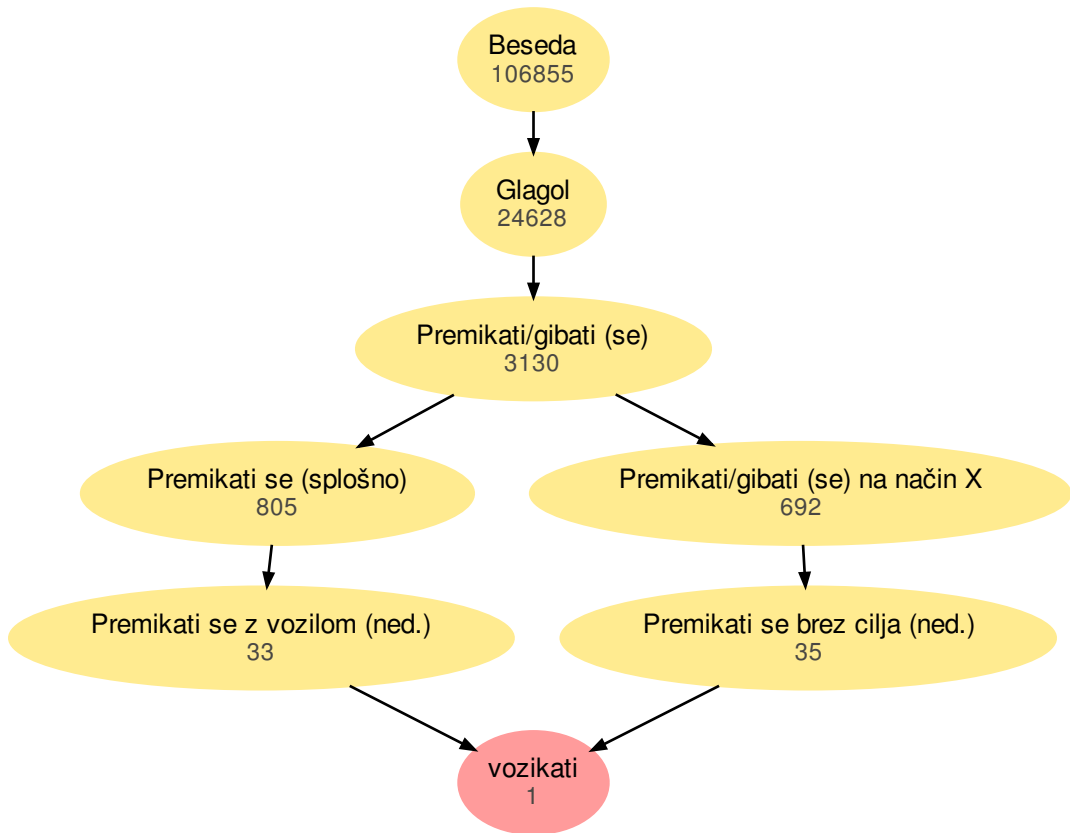 Beseda
106855
Glagol
24628
Premikati/gibati (se)
3130
Premikati se (splošno)
805
Premikati/gibati (se) na način X
692
Premikati se z vozilom (ned.)
33
Premikati se brez cilja (ned.)
35
vozikati
1